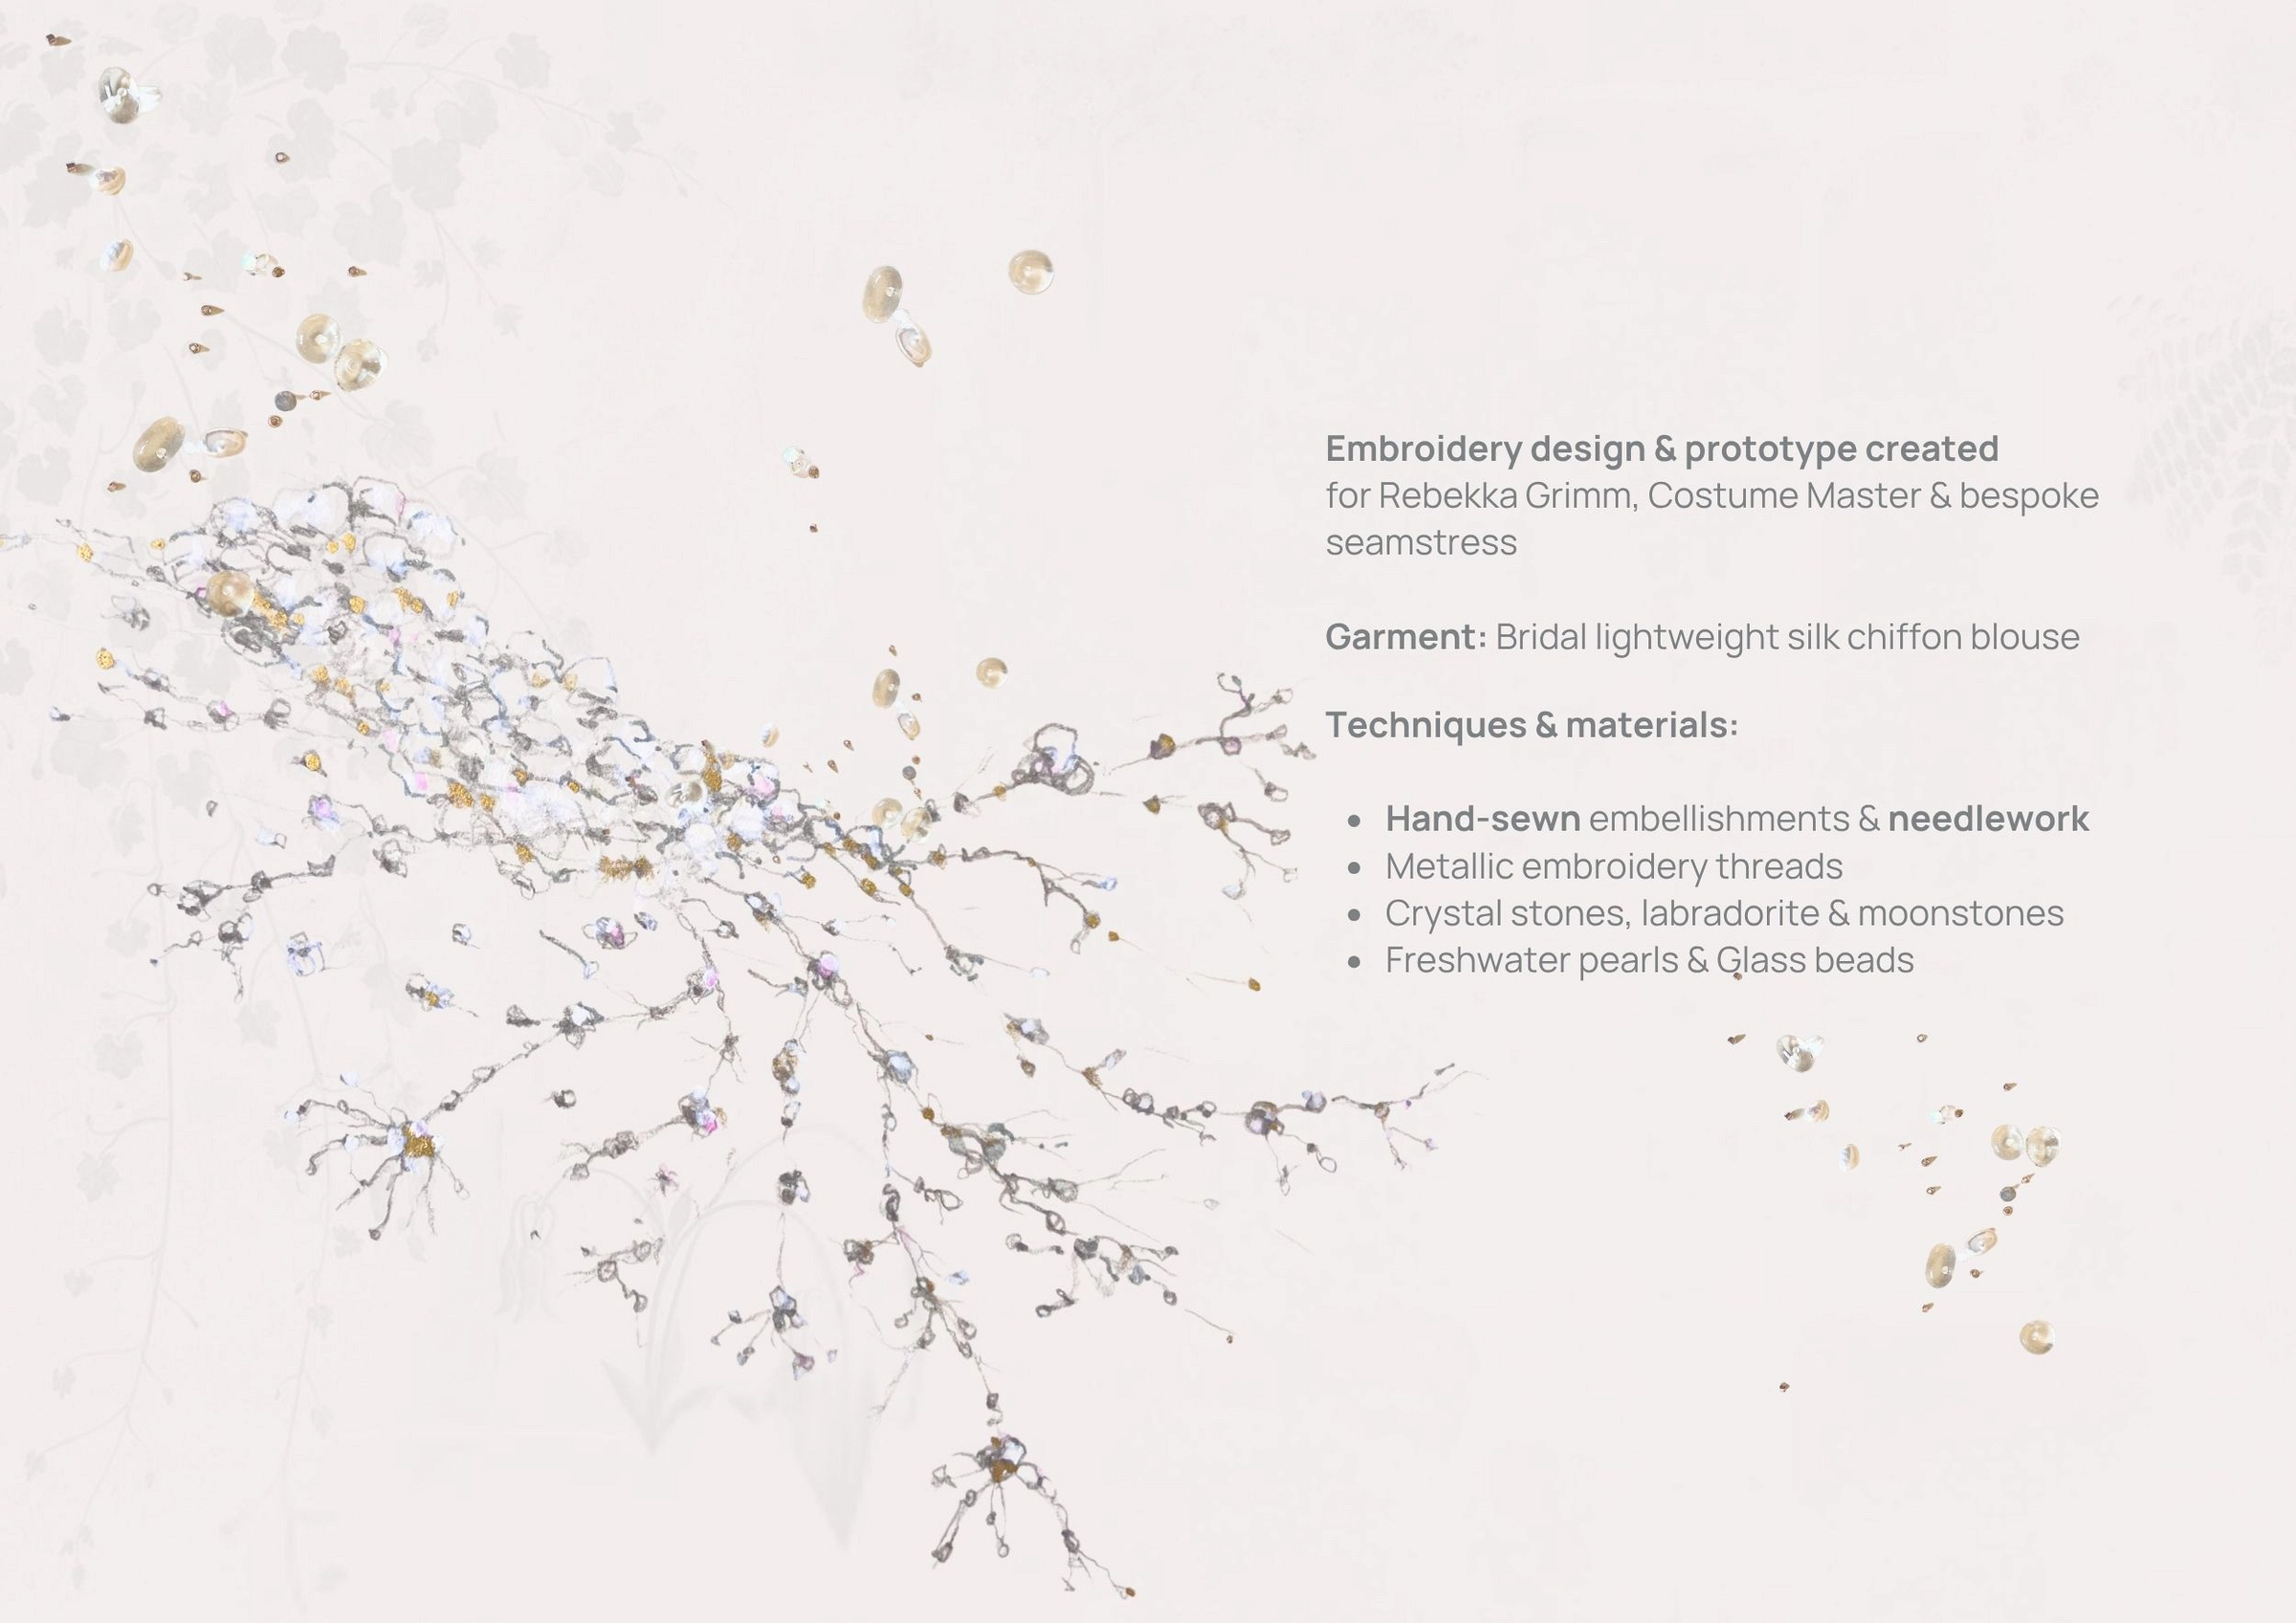 Embroidery design & prototype created
for Rebekka Grimm, Costume Master & bespoke
seamstress
Garment: Bridal lightweight silk chiffon blouse
Techniques & materials:
• Hand-sewn embellishments & needlework
• Metallic embroidery threads
• Crystal stones, labradorite & moonstones
• Freshwater pearls & Glass beads